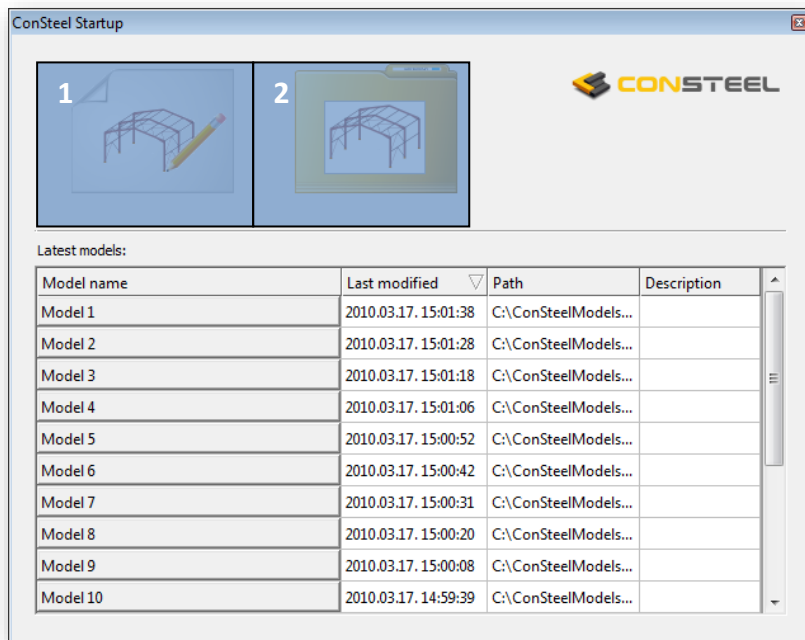 ConSteel Startup
1 2
CONSTEEL
Latest models:
Model name Last modified Path Description
Model 1 2010.03.17. 15:01:38 C:\ConSteelModels...
Model 2 2010.03.17. 15:01:28 C:\ConSteelModels...
Model 3 2010.03.17. 15:01:18 C:\ConSteelModels...
Model 4 2010.03.17. 15:01:06 C:\ConSteelModels...
Model 5 2010.03.17. 15:00:52 C:\ConSteelModels...
Model 6 2010.03.17. 15:00:42 C:\ConSteelModels...
Model 7 2010.03.17. 15:00:31 C:\ConSteelModels...
Model 8 2010.03.17. 15:00:20 C:\ConSteelModels...
Model 9 2010.03.17. 15:00:08 C:\ConSteelModels...
Model 10 2010.03.17. 14:59:39 C:\ConSteelModels...